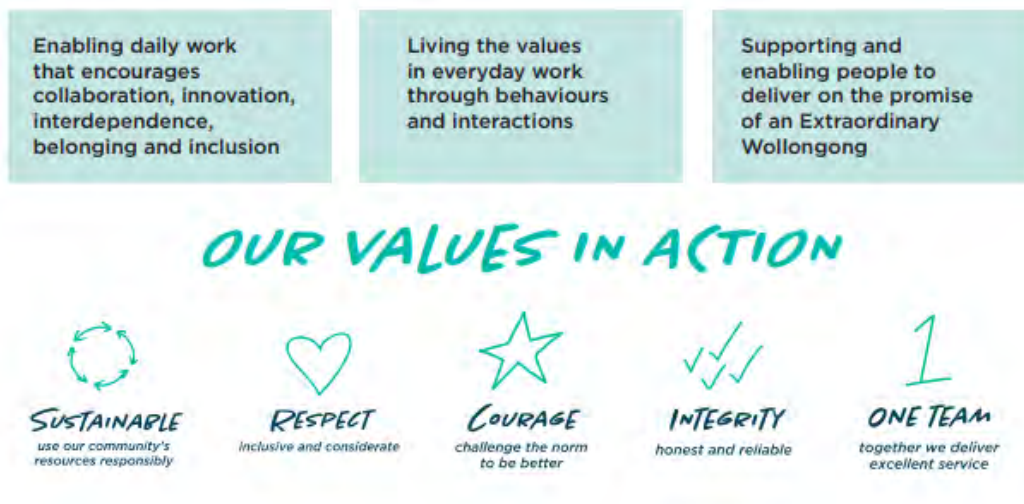 Enabling daily work
that encourages
collaboration, innovation,
interdependence,
belonging and inclusion
Living the values
in everyday work
through behaviours
and interactions
Supporting and
enabling people to
deliver on the promise
of an Extraordinary
Wollongong
OUR VALUES IN ACTION
SUSTAINABLE
use our community's
resources responsibly
RESPECT
inclusive and considerate
COURAGE
challenge the norm
to be better
INTEGRITY
honest and reliable
1
ONE TEAM
together we deliver
excellent service